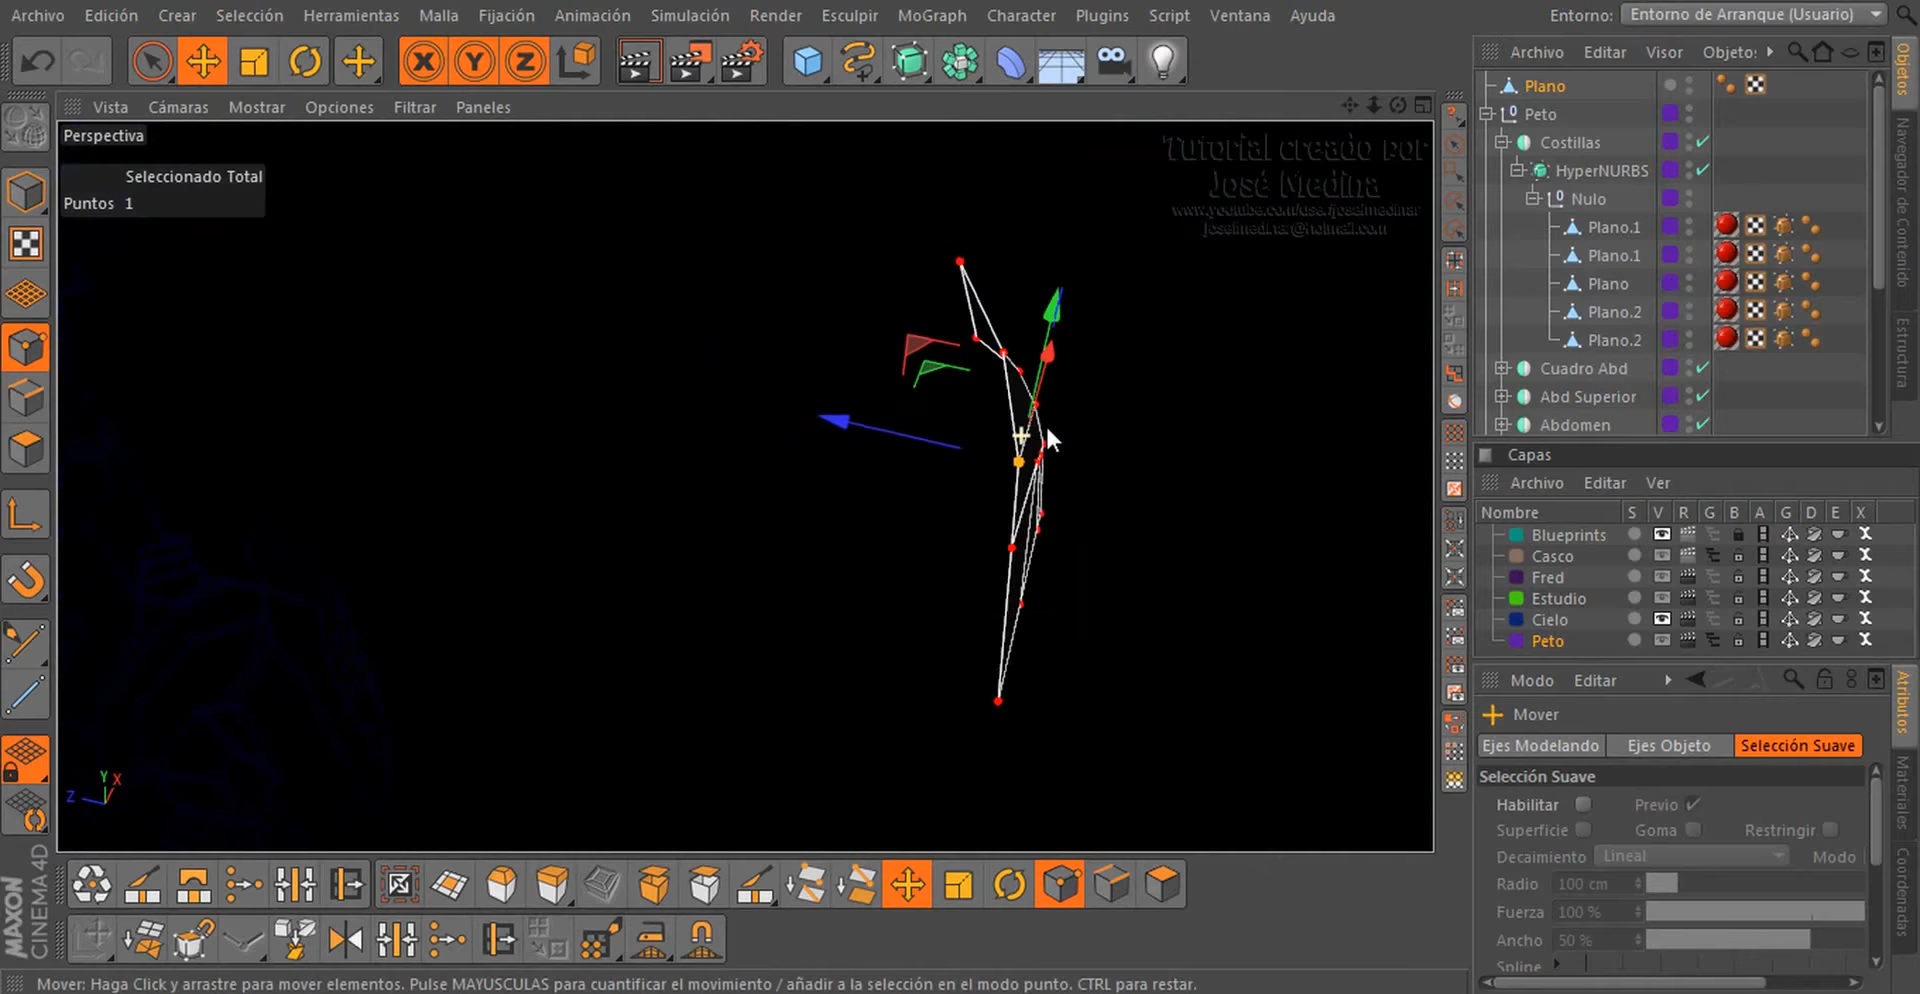 Archivo Edición Crear Selección Herramientas Malla Fijación Animación Simulación Render Esculpir MoGraph Character Plugins Script Ventana Ayuda Entorno: Entorno de Arranque (Usuario)
X Y Z
Archivo Editar Visor Objeto:
Vista Cámaras Mostrar Opciones Filtrar Paneles
Perspectiva
Seleccionado Total
Puntos 1
Tutorial creado por
José Medina
Plano
0 Peto
Costillas
HyperNURBS
0 Nulo
Plano.1
Plano.1
Plano
Plano.2
Plano.2
Cuadro Abd
Abd Superior
Abdomen
Objetos
Navegador de Contenido
Estructura
Capas
Archivo Editar Ver
Nombre S V R G B A G D E X
Blueprints
Casco
Fred
Estudio
Cielo
Peto
Modo Editar
Mover
Ejes Modelando Ejes Objeto Selección Suave
Selección Suave
Habilitar Previo
Superficie Goma Restringir
Decaimiento Lineal Modo
Radio 100 cm
Fuerza 100 %
Ancho 50 %
Spline
Atributos
Materiales
Coordenadas
Y X
Z
MAXON
CINEMA 4D
Mover: Haga Click y arrastre para mover elementos. Pulse MAYUSCULAS para cuantificar el movimiento / añadir a la selección en el modo punto. CTRL para restar.